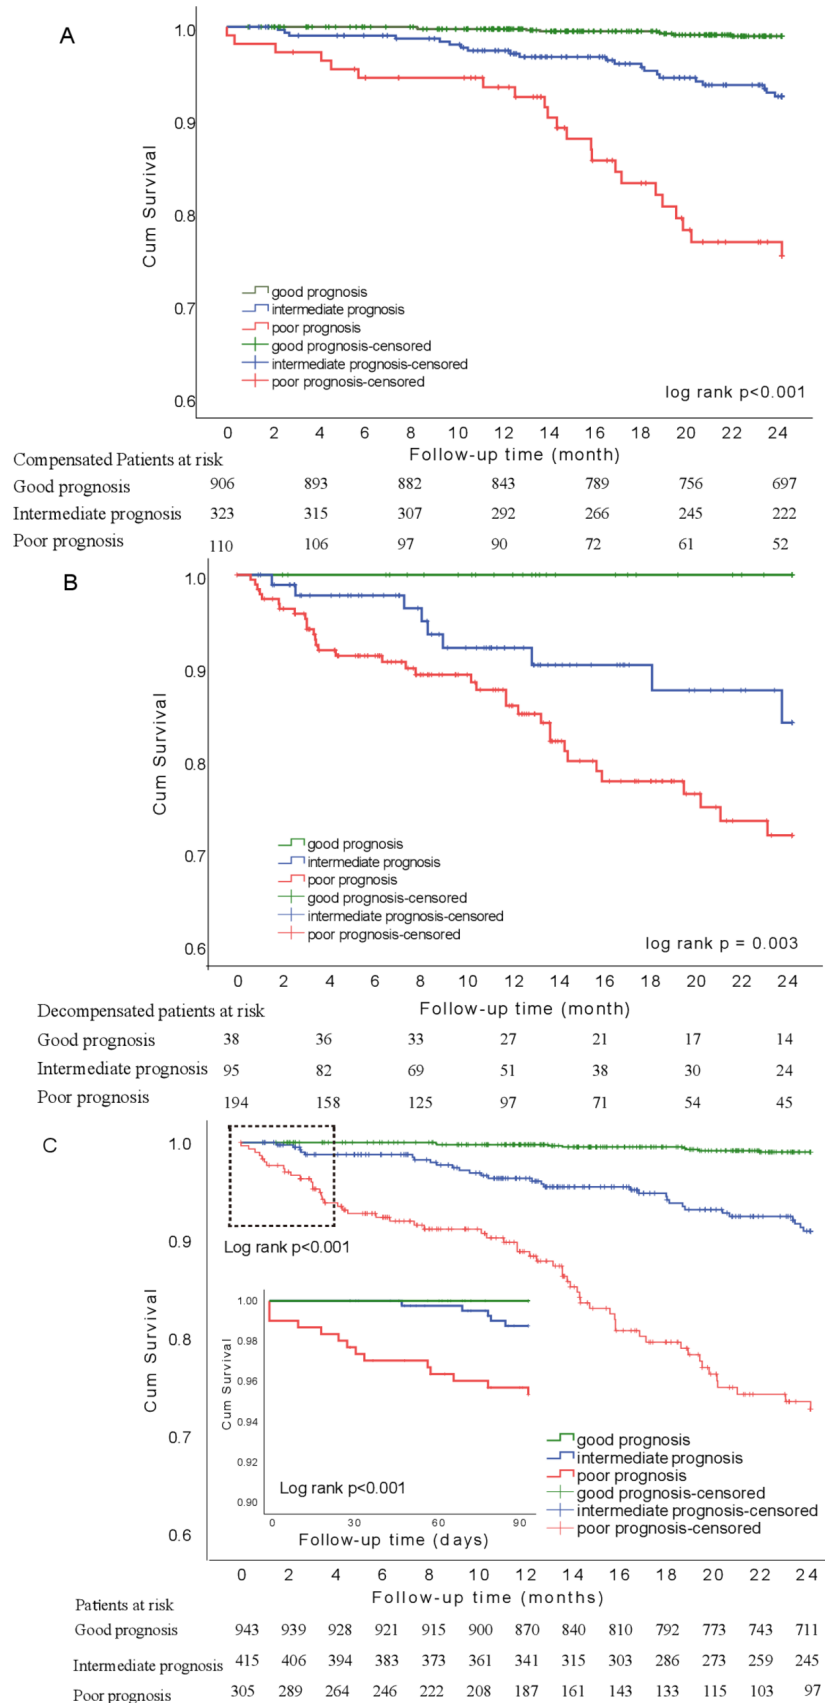 A
1.0
0.9
0.8
0.7
0.6
Cum Survival
good prognosis
intermediate prognosis
poor prognosis
good prognosis-censored
intermediate prognosis-censored
poor prognosis-censored
log rank p<0.001
0 2 4 6 8 10 12 14 16 18 20 22 24
Follow-up time (month)
Compensated Patients at risk
Good prognosis 906 893 882 843 789 756 697
Intermediate prognosis 323 315 307 292 266 245 222
Poor prognosis 110 106 97 90 72 61 52
B
1.0
0.9
0.8
0.7
0.6
Cum Survival
good prognosis
intermediate prognosis
poor prognosis
good prognosis-censored
intermediate prognosis-censored
poor prognosis-censored
log rank p = 0.003
0 2 4 6 8 10 12 14 16 18 20 22 24
Follow-up time (month)
Decompensated patients at risk
Good prognosis 38 36 33 27 21 17 14
Intermediate prognosis 95 82 69 51 38 30 24
Poor prognosis 194 158 125 97 71 54 45
C
1.0
0.9
0.8
0.7
0.6
Cum Survival
Log rank p<0.001
1.00
0.98
0.96
0.94
0.92
0.90
Cum Survival
Log rank p<0.001
0 30 60 90
Follow-up time (days)
good prognosis
intermediate prognosis
poor prognosis
good prognosis-censored
intermediate prognosis-censored
poor prognosis-censored
0 2 4 6 8 10 12 14 16 18 20 22 24
Follow-up time (months)
Patients at risk
Good prognosis 943 939 928 921 915 900 870 840 810 792 773 743 711
Intermediate prognosis 415 406 394 383 373 361 341 315 303 286 273 259 245
Poor prognosis 305 289 264 246 222 208 187 161 143 133 115 103 97